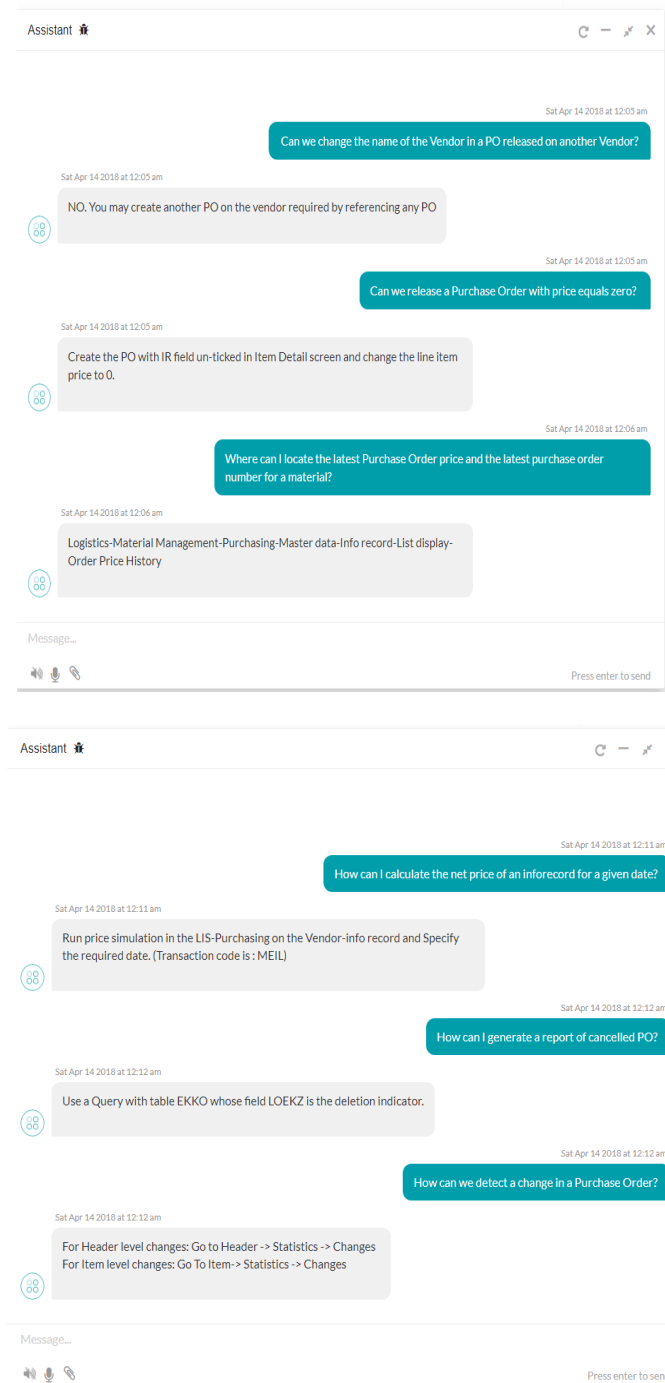 Assistant
Sat Apr 14 2018 at 12:05 am
Can we change the name of the Vendor in a PO released on another Vendor?
Sat Apr 14 2018 at 12:05 am
NO. You may create another PO on the vendor required by referencing any PO
Sat Apr 14 2018 at 12:05 am
Can we release a Purchase Order with price equals zero?
Sat Apr 14 2018 at 12:05 am
Create the PO with IR field un-ticked in Item Detail screen and change the line item
price to 0.
Sat Apr 14 2018 at 12:06 am
Where can I locate the latest Purchase Order price and the latest purchase order
number for a material?
Sat Apr 14 2018 at 12:06 am
Logistics-Material Management-Purchasing-Master data-Info record-List display-
Order Price History
Message...
Press enter to send
Assistant
Sat Apr 14 2018 at 12:11 am
How can I calculate the net price of an inforecord for a given date?
Sat Apr 14 2018 at 12:11 am
Run price simulation in the LIS-Purchasing on the Vendor-info record and Specify
the required date. (Transaction code is : MEIL)
Sat Apr 14 2018 at 12:12 am
How can I generate a report of cancelled PO?
Sat Apr 14 2018 at 12:12 am
Use a Query with table EKKO whose field LOEKZ is the deletion indicator.
Sat Apr 14 2018 at 12:12 am
How can we detect a change in a Purchase Order?
Sat Apr 14 2018 at 12:12 am
For Header level changes: Go to Header -> Statistics -> Changes
For Item level changes: Go To Item-> Statistics -> Changes
Message...
Press enter to sen